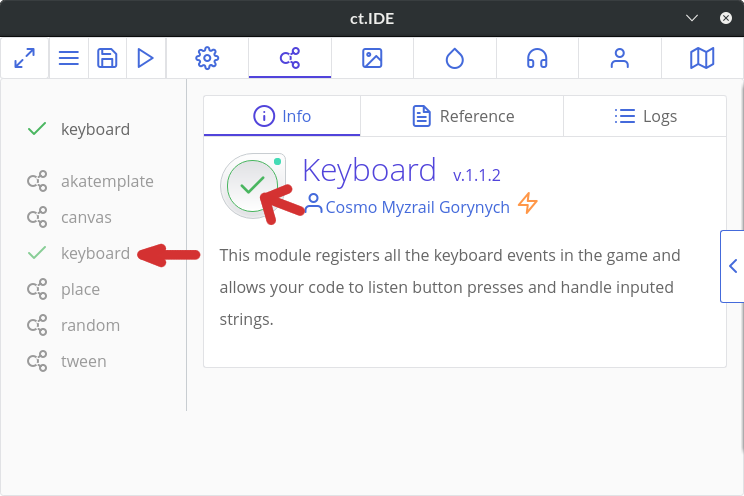 ct.IDE
keyboard
akatemplate
canvas
keyboard
place
random
tween
Info
Reference
Logs
Keyboard v.1.1.2
Cosmo Myzrail Gorynych
This module registers all the keyboard events in the game and
allows your code to listen button presses and handle inputed
strings.